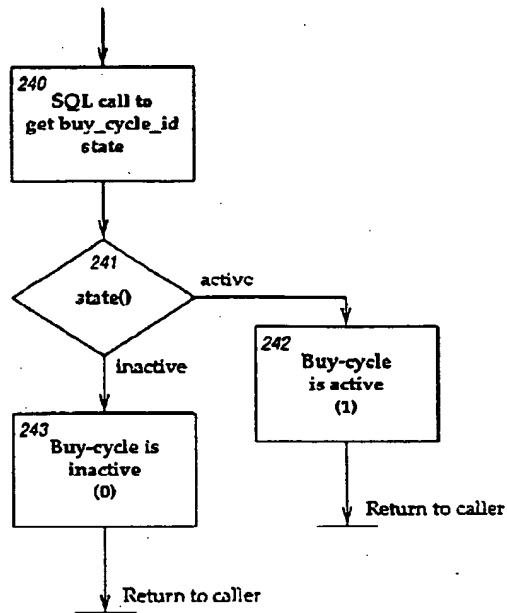 240
SQL call to
get buy_cycle_id
state
241
state()
active
inactive
242
Buy-cycle
is active
(1)
243
Buy-cycle is
inactive
(0)
Return to caller
Return to caller